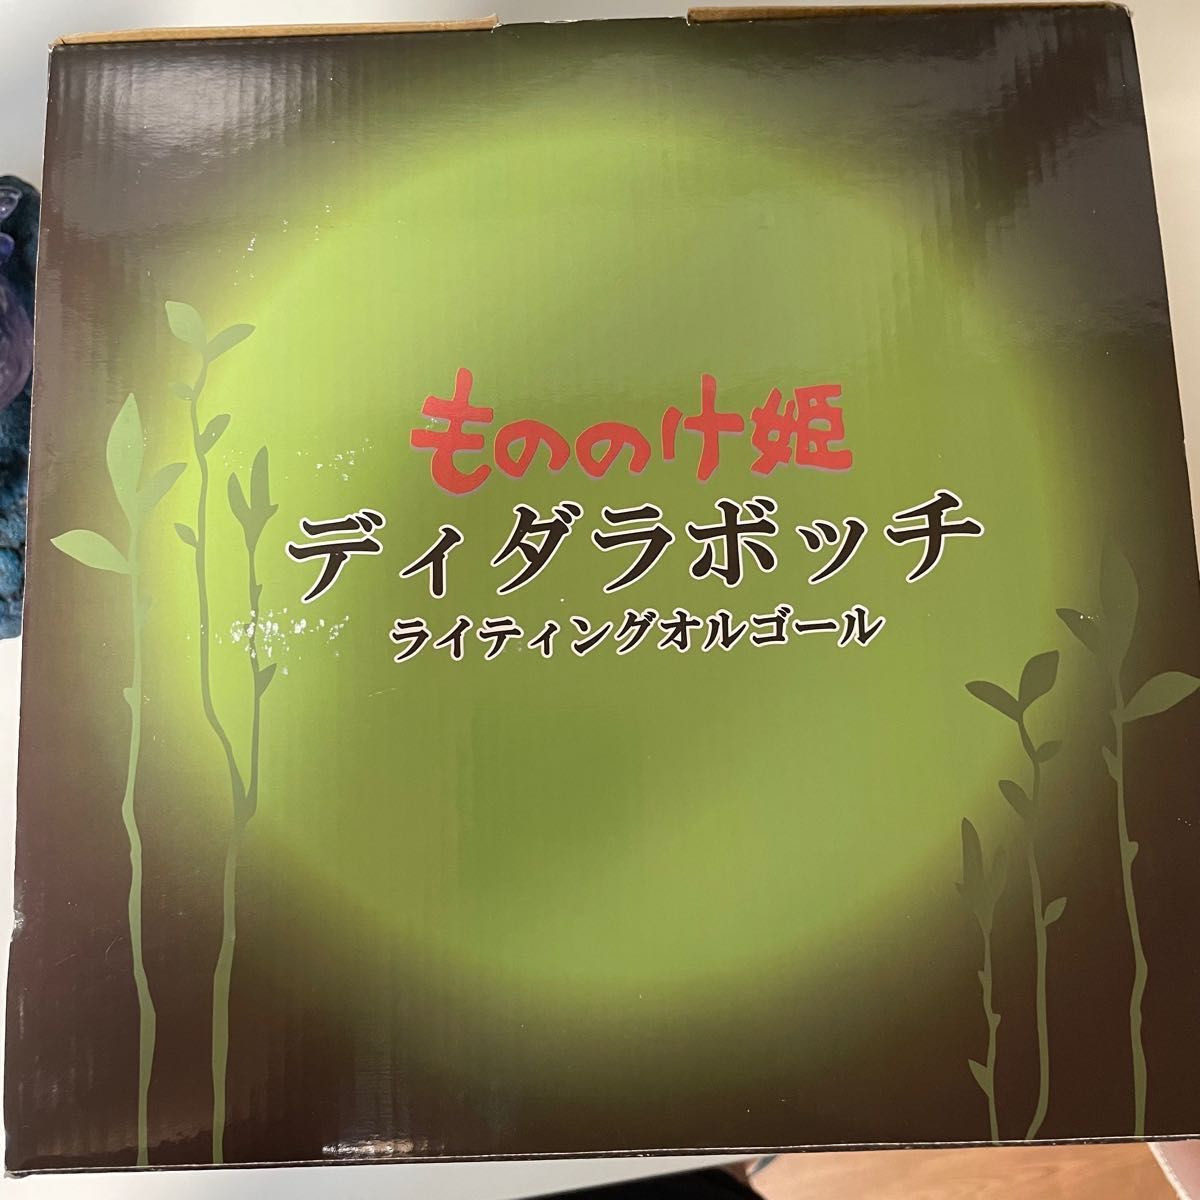 もののけ姫
ディダラボッチ
ライティングオルゴール